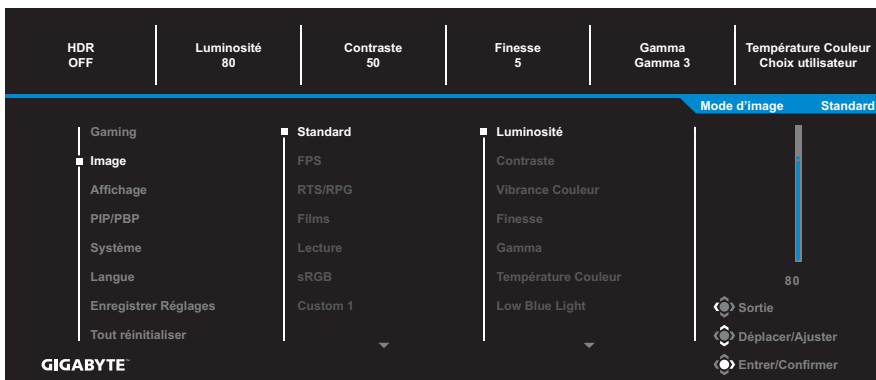 HDR
OFF
Luminosité
80
Contraste
50
Finesse
5
Gamma
Gamma 3
Température Couleur
Choix utilisateur
Mode d'image Standard
Gaming
Image
Affichage
PIP/PBP
Système
Langue
Enregistrer Réglages
Tout réinitialiser
Standard
FPS
RTS/RPG
Films
Lecture
sRGB
Custom 1
Luminosité
Contraste
Vibrance Couleur
Finesse
Gamma
Température Couleur
Low Blue Light
80
Sortie
Déplacer/Ajuster
Entrer/Confirmer
GIGABYTE™